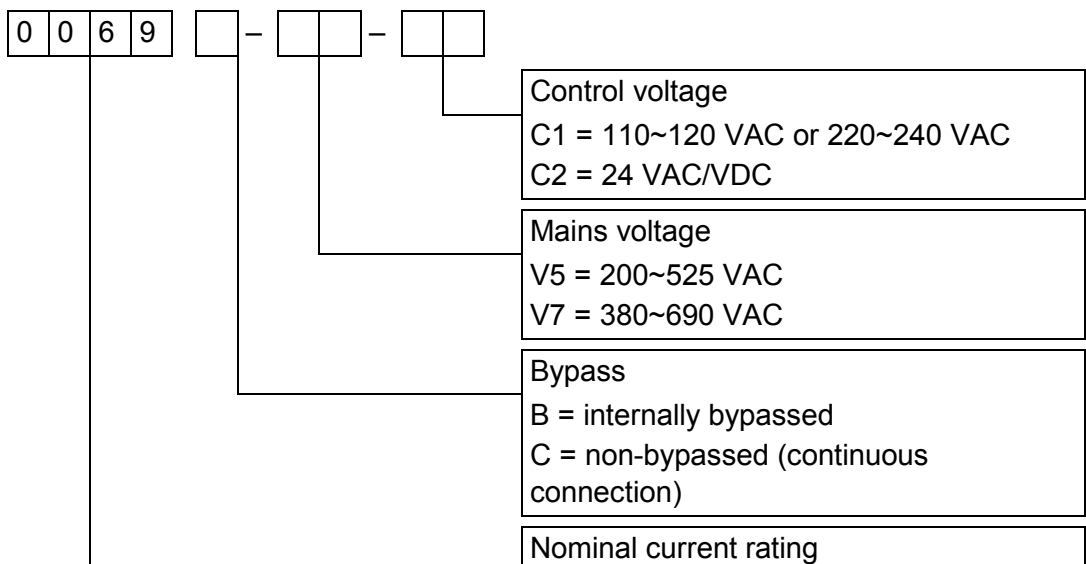 0 0 6 9 – –
Control voltage
C1 = 110~120 VAC or 220~240 VAC
C2 = 24 VAC/VDC
Mains voltage
V5 = 200~525 VAC
V7 = 380~690 VAC
Bypass
B = internally bypassed
C = non-bypassed (continuous
connection)
Nominal current rating